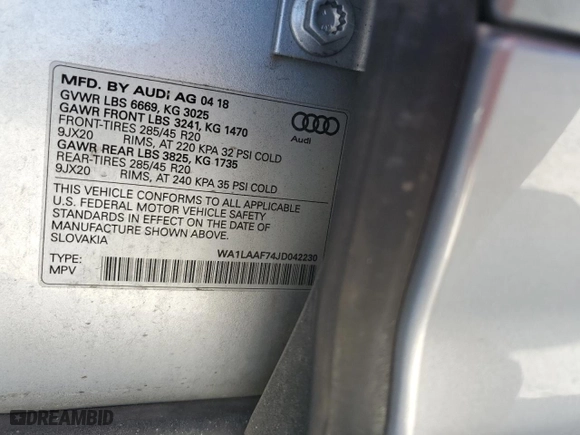 MFD. BY AUDI AG 04 18
GVWR LBS 6669, KG 3025
GAWR FRONT LBS 3241, KG 1470
FRONT-TIRES 285/45 R20
9JX20 RIMS, AT 220 KPA 32 PSI COLD
GAWR REAR LBS 3825, KG 1735
REAR-TIRES 285/45 R20
9JX20 RIMS, AT 240 KPA 35 PSI COLD
Audi
THIS VEHICLE CONFORMS TO ALL APPLICABLE
U.S. FEDERAL MOTOR VEHICLE SAFETY
STANDARDS IN EFFECT ON THE DATE OF
MANUFACTURE SHOWN ABOVE.
SLOVAKIA
WA1LAAF74JD042230
TYPE:
MPV
DREAMBID